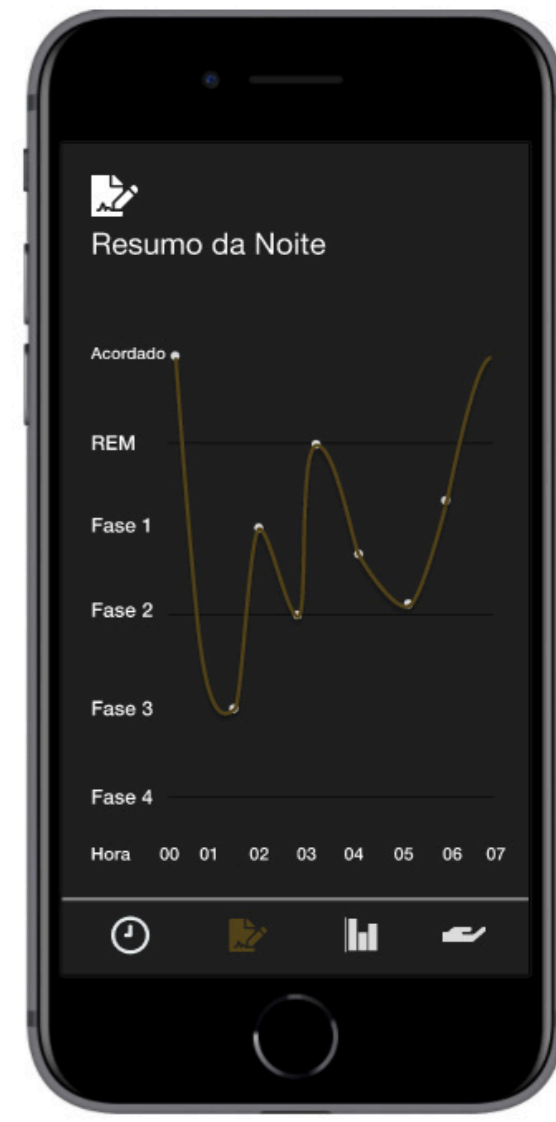 Resumo da Noite
Acordado
REM
Fase 1
Fase 2
Fase 3
Fase 4
Hora 00 01 02 03 04 05 06 07